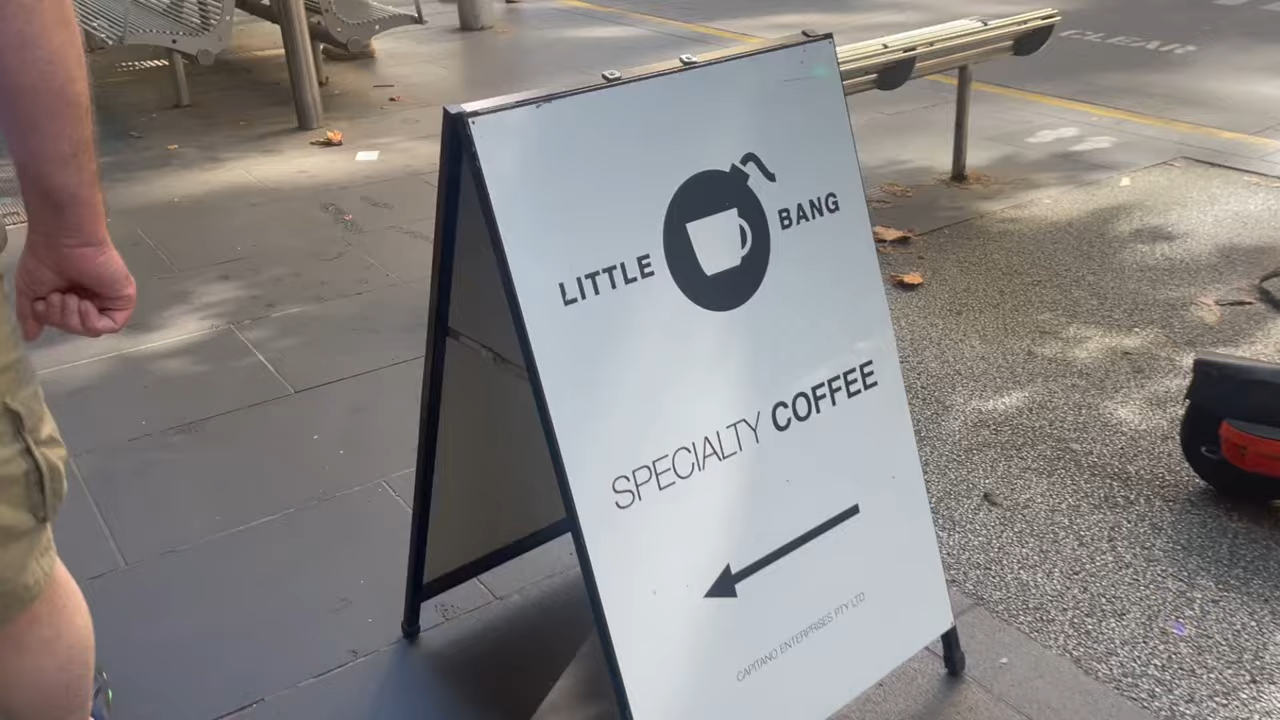 LITTLE BANG
SPECIALTY COFFEE
CAPITANO ENTERPRISES PTY LTD
CLEAR